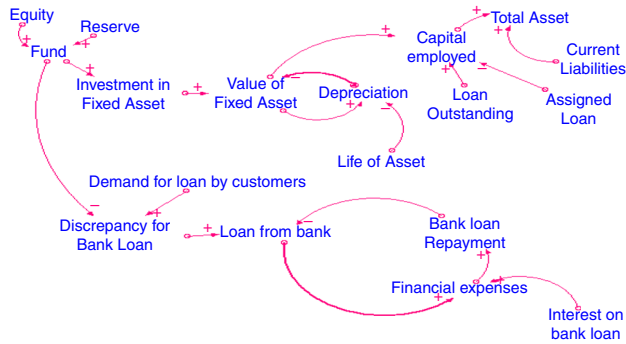 Equity
Reserve
Fund
Investment in
Fixed Asset
Value of
Fixed Asset
Depreciation
Life of Asset
Capital
employed
Total Asset
Current
Liabilities
Loan
Outstanding
Assigned
Loan
Demand for loan by customers
Discrepancy for
Bank Loan
Loan from bank
Bank loan
Repayment
Financial expenses
Interest on
bank loan